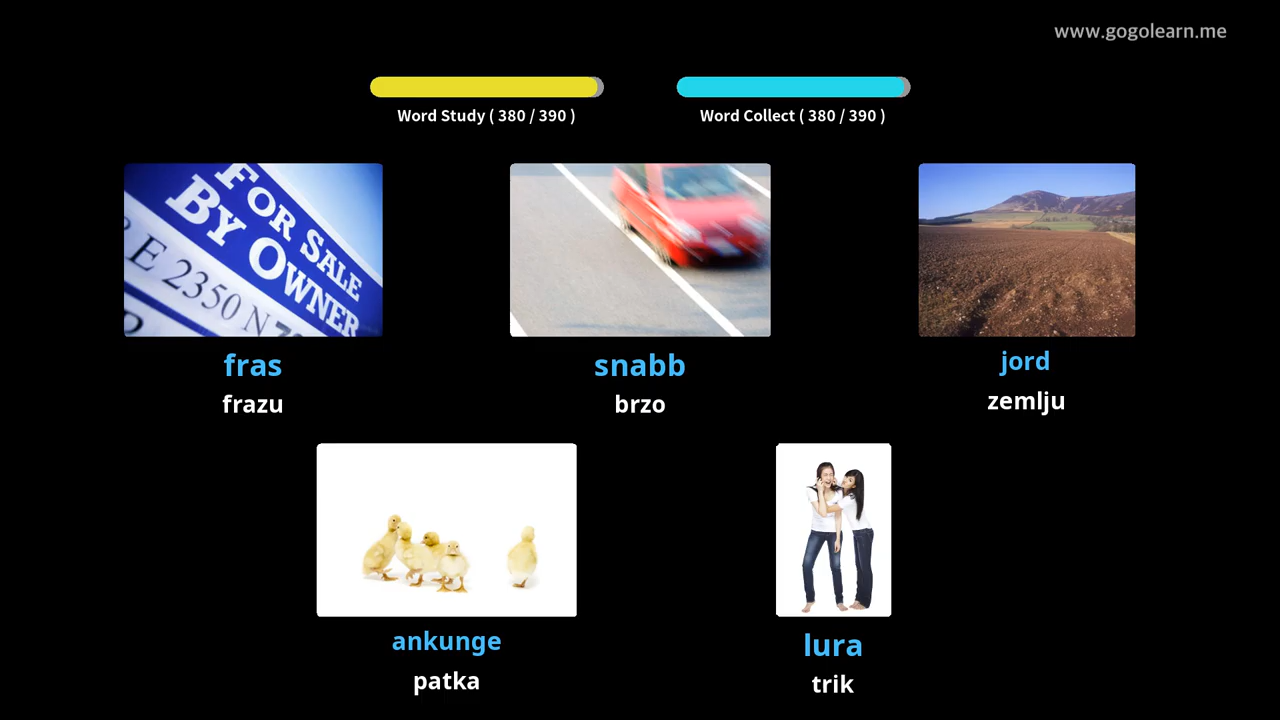 www.gogolearn.me
Word Study ( 380 / 390 )
Word Collect ( 380 / 390 )
FOR SALE
BY OWNER
E 2350 N
fras
frazu
snabb
brzo
jord
zemlju
ankunge
patka
lura
trik